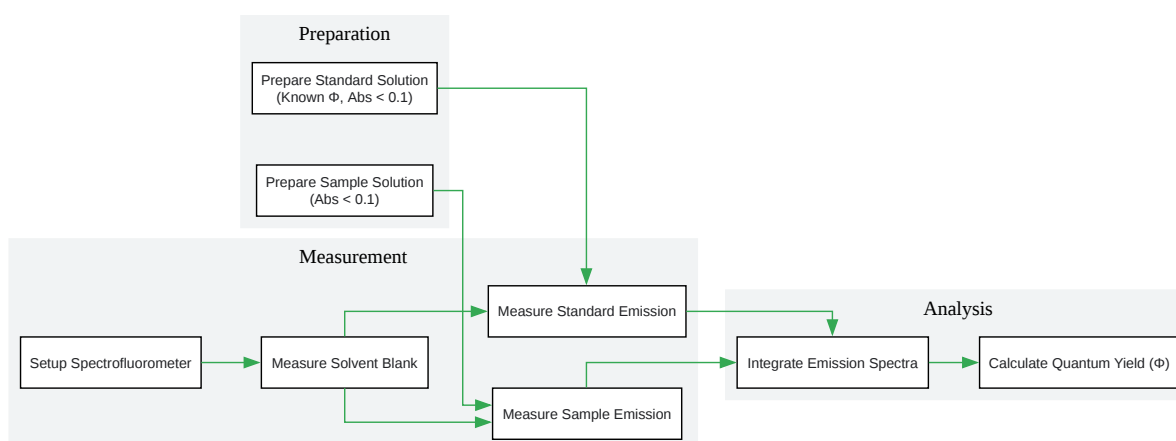 Preparation
Prepare Standard Solution
(Known Φ, Abs < 0.1)
Prepare Sample Solution
(Abs < 0.1)
Measurement
Measure Standard Emission
Setup Spectrofluorometer
Measure Solvent Blank
Measure Sample Emission
Analysis
Integrate Emission Spectra
Calculate Quantum Yield (Φ)